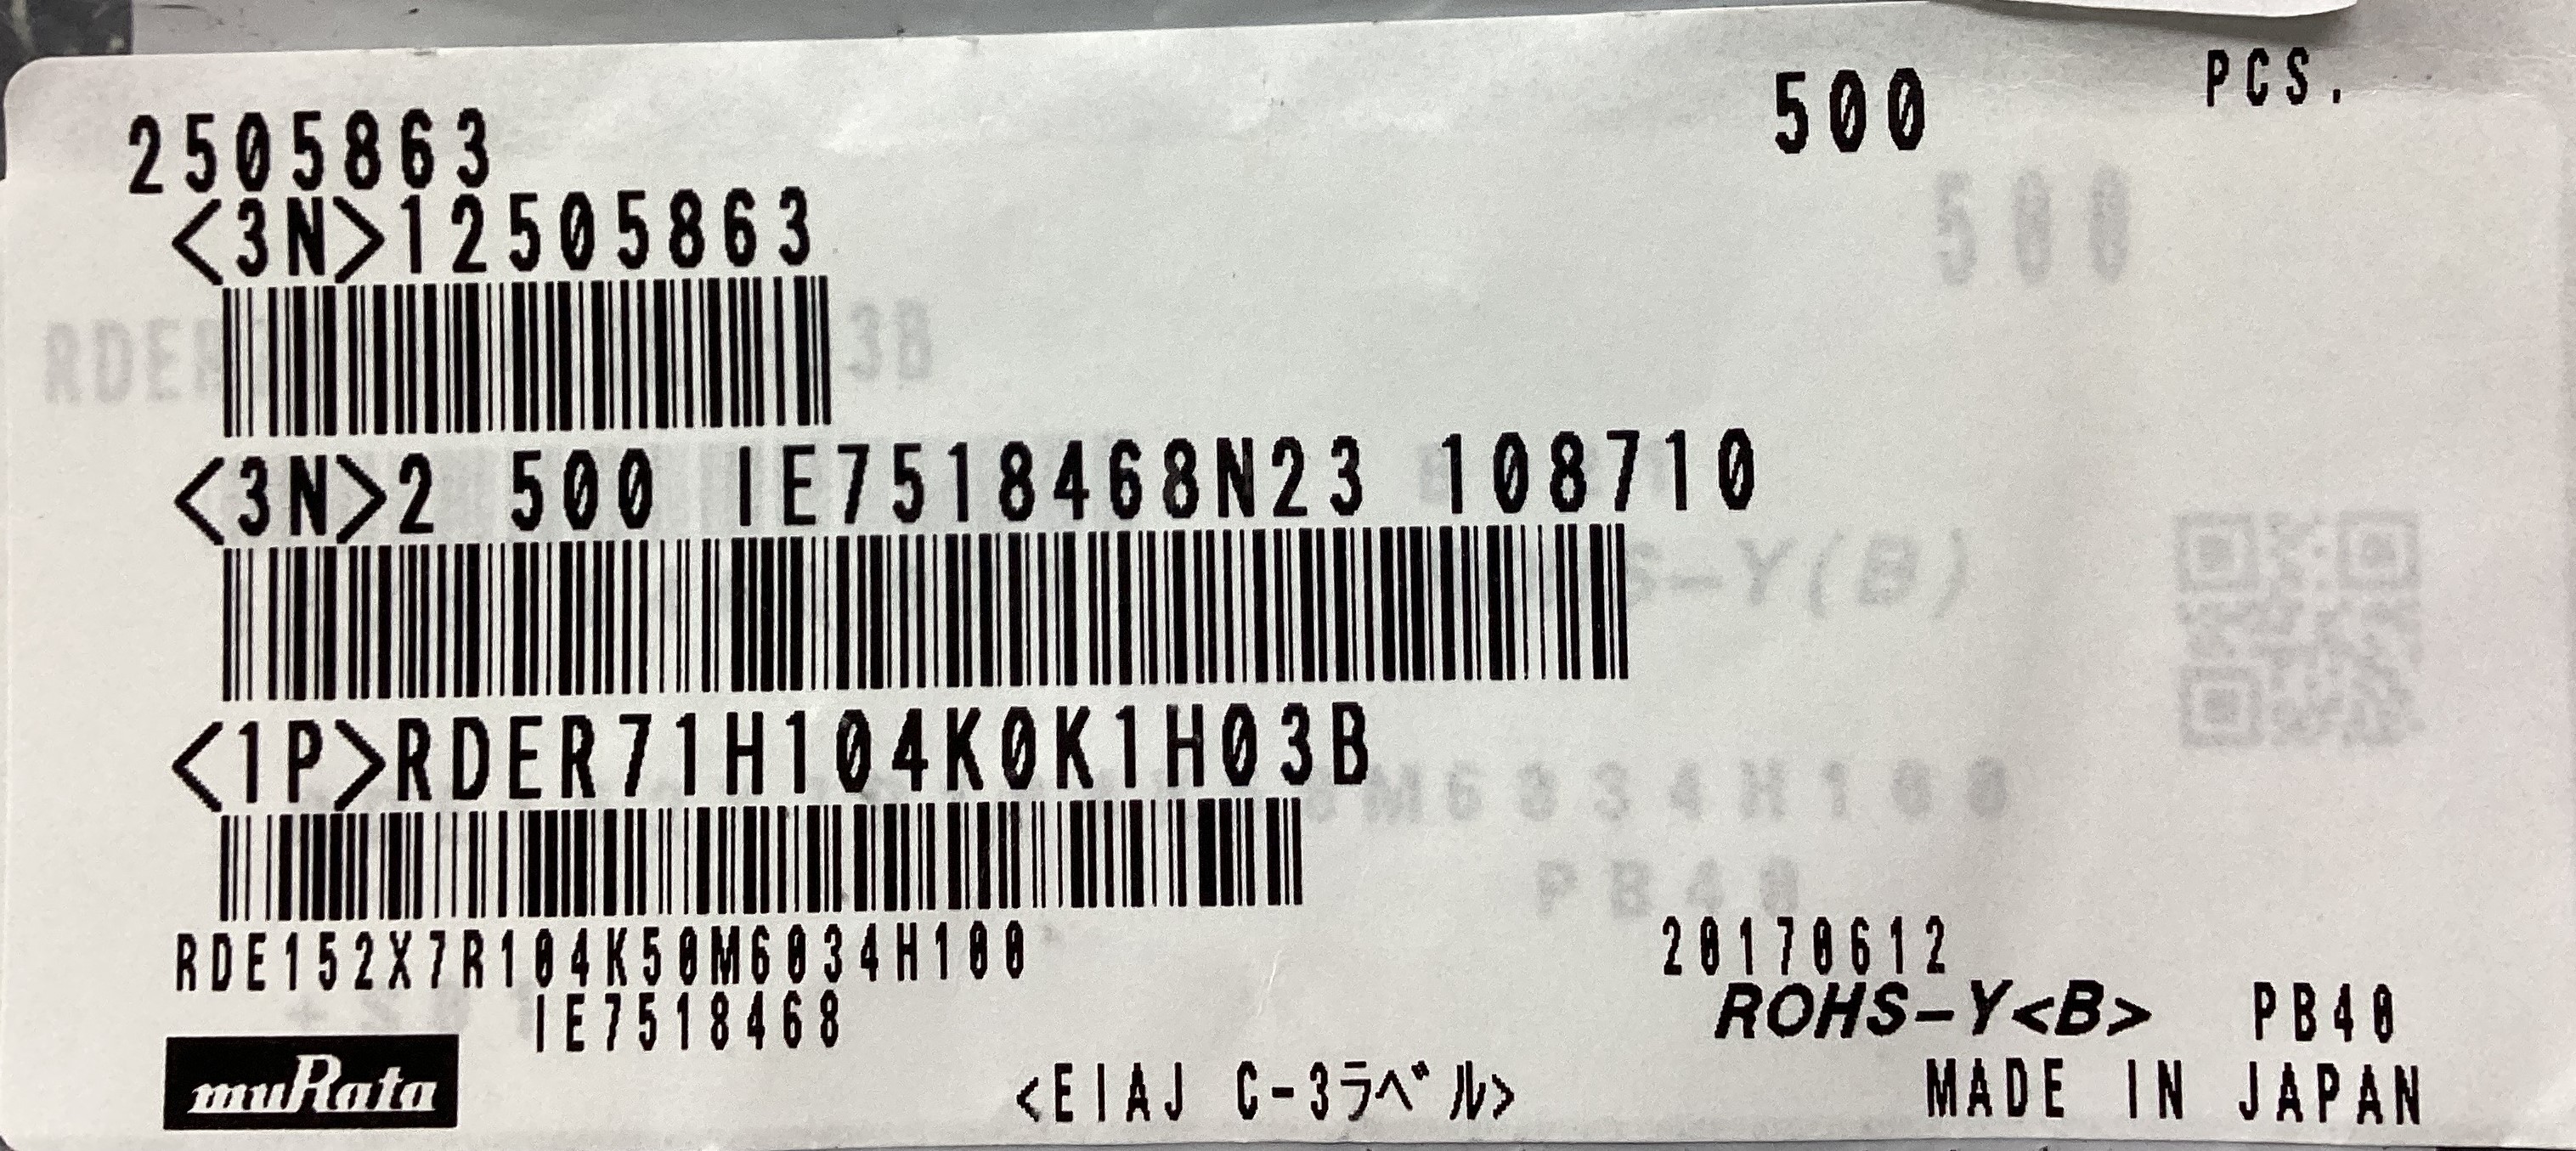 500 PCS.
2505863
<3N>12505863
<3N>2 500 IE7518468N23 108710
<1P>RDER71H104K0K1H03B
RDE152X7R104K50M6034H100
20170612
IE7518468
ROHS-Y<B> PB40
muRata
<EIAJ C-3ラベル>
MADE IN JAPAN